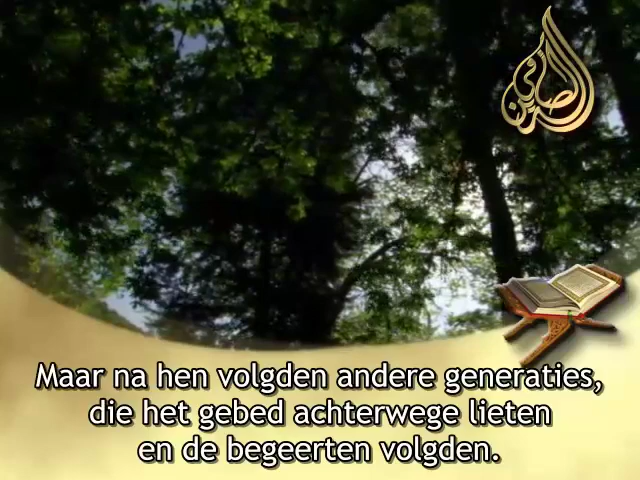 Maar na hen volgden andere generaties,
die het gebed achterwege lieten
en de begeerten volgden.